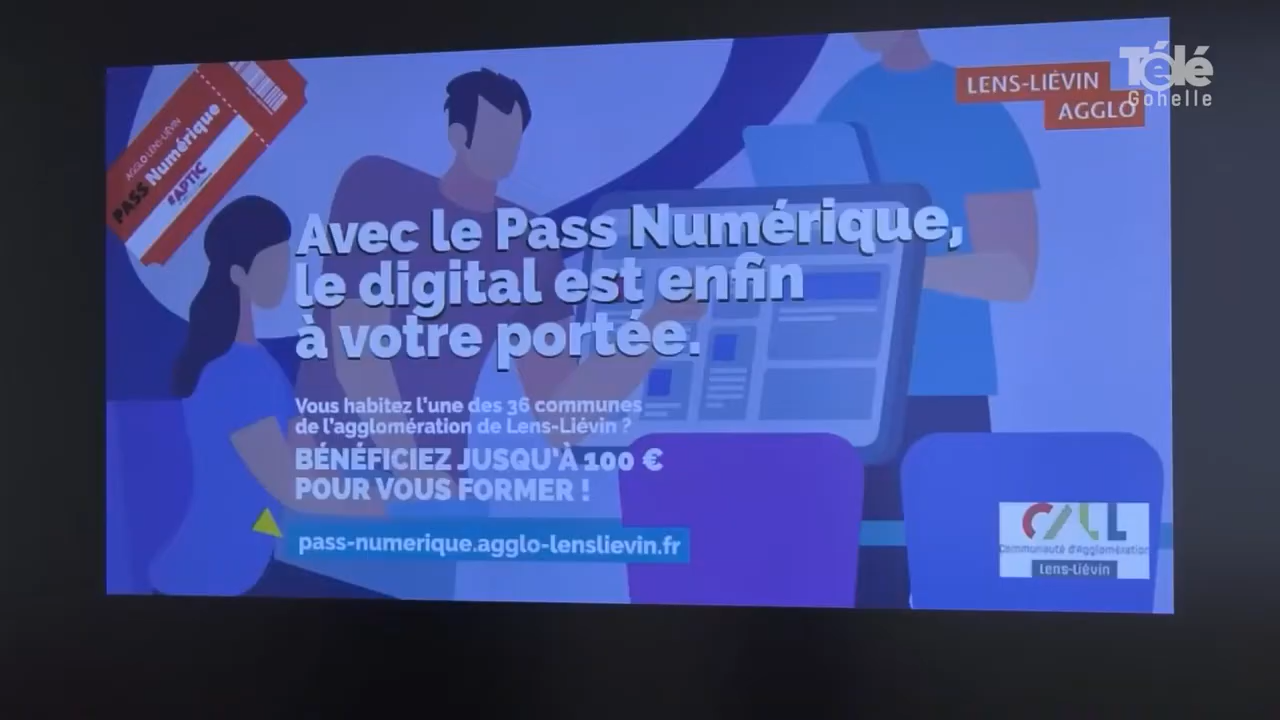 Télé
Gohelle
LENS-LIÉVIN
AGGLO
AGGLO LENS-LIÉVIN
PASS Numérique
#APTIC
Avec le Pass Numérique,
le digital est enfin
à votre portée.
Vous habitez l'une des 36 communes
de l'agglomération de Lens-Liévin ?
BÉNÉFICIEZ JUSQU'À 100 €
POUR VOUS FORMER !
pass-numerique.agglo-lenslievin.fr
CALL
Communauté d'Agglomération
Lens-Liévin